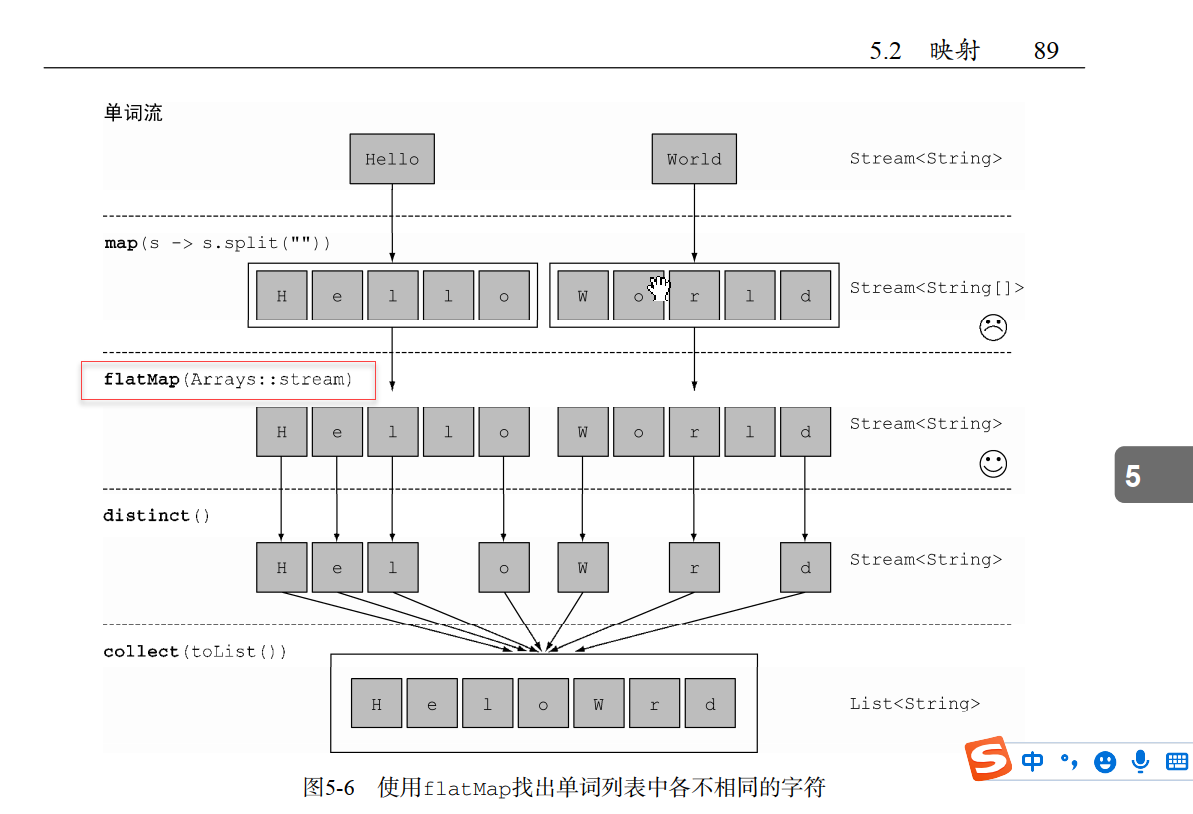 5.2 映射 89
单词流
Hello World Stream<String>
map(s -> s.split(""))
H e l l o W o r l d Stream<String[]>
flatMap(Arrays::stream)
H e l l o W o r l d Stream<String>
5
distinct()
H e l o W r d Stream<String>
collect(toList())
H e l o W r d List<String>
中
图5-6 使用flatMap找出单词列表中各不相同的字符